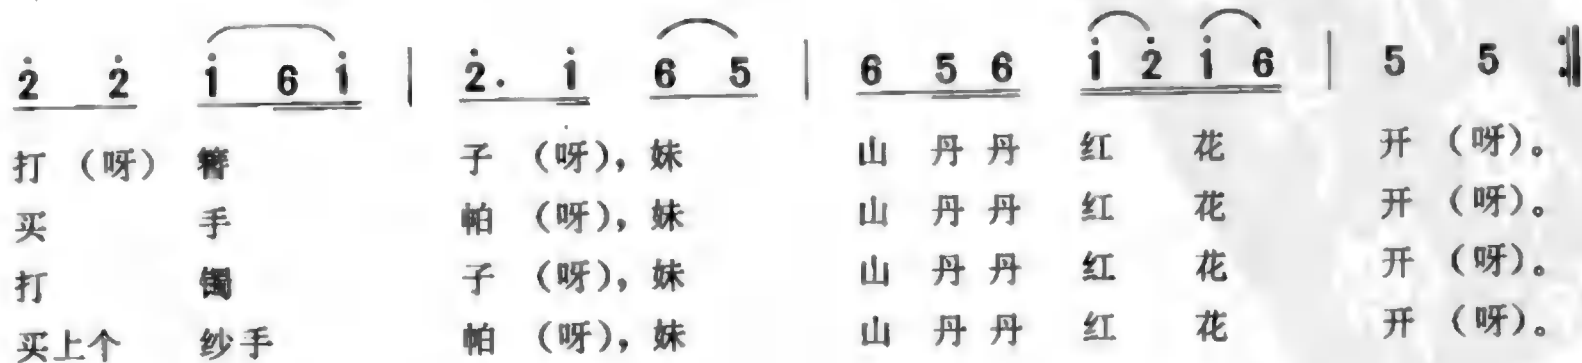 2̇ 2̇ 1̇ 6 1̇ | 2̇. 1̇ 6 5 | 6 5 6 1̇ 2̇ 1̇ 6 | 5 5 :‖
打 (呀) 簪 子 (呀), 妹 山 丹 丹 红 花 开 (呀)。
买 手 帕 (呀), 妹 山 丹 丹 红 花 开 (呀)。
打 镯 子 (呀), 妹 山 丹 丹 红 花 开 (呀)。
买上个 纱手 帕 (呀), 妹 山 丹 丹 红 花 开 (呀)。